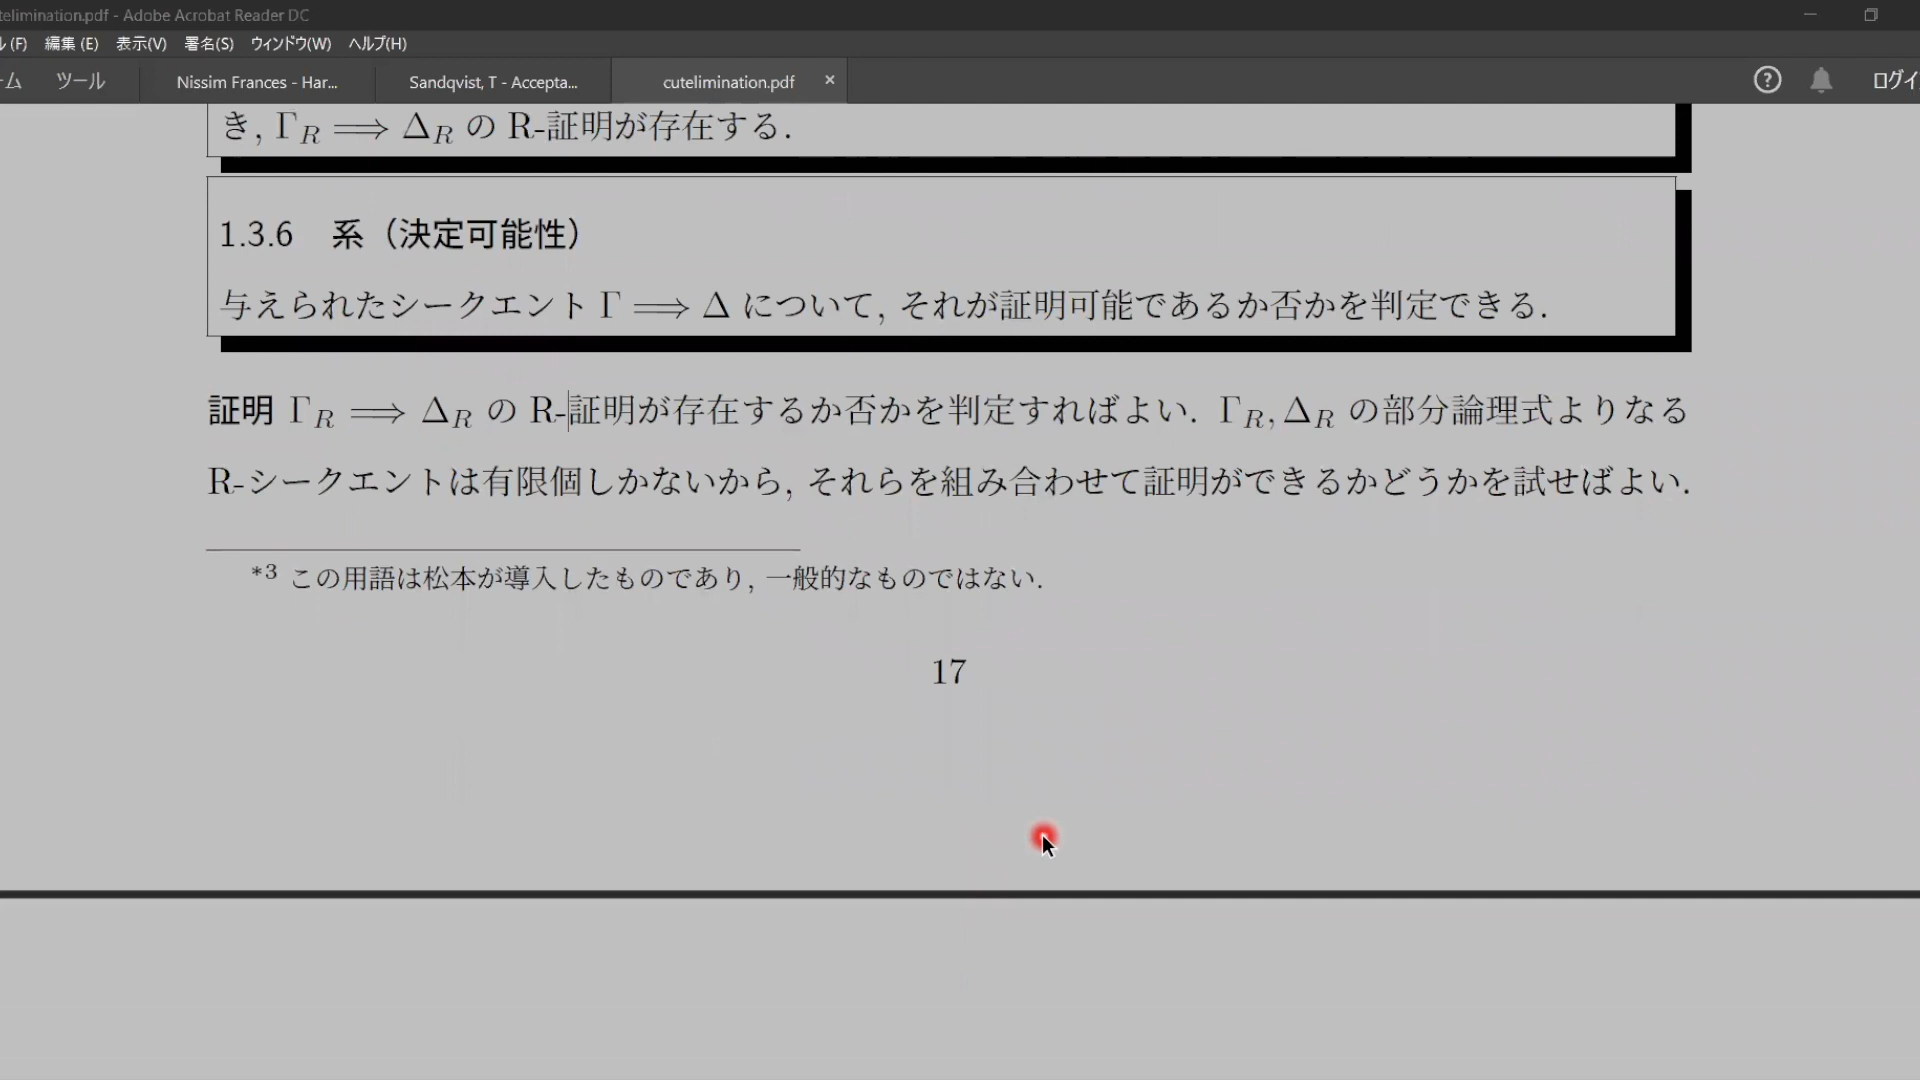 telimination.pdf - Adobe Acrobat Reader DC
ル(F) 編集(E) 表示(V) 署名(S) ウィンドウ(W) ヘルプ(H)
ーム ツール Nissim Frances - Har... Sandqvist, T - Accepta... cutelimination.pdf × ? ログイ
き, Γ_R ⟹ Δ_R の R-証明が存在する.
1.3.6 系（決定可能性）
与えられたシークエント Γ ⟹ Δ について, それが証明可能であるか否かを判定できる.
証明 Γ_R ⟹ Δ_R の R-証明が存在するか否かを判定すればよい. Γ_R, Δ_R の部分論理式よりなる
R-シークエントは有限個しかないから, それらを組み合わせて証明ができるかどうかを試せばよい.
*3 この用語は松本が導入したものであり, 一般的なものではない.
17